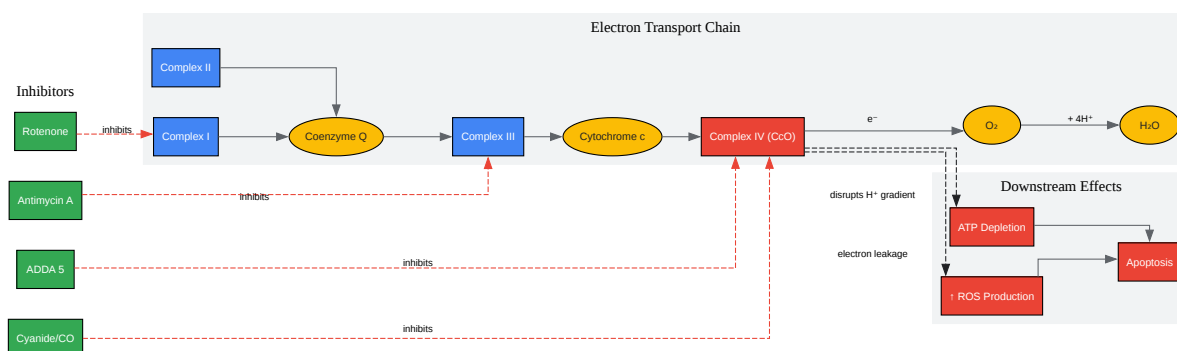 Electron Transport Chain
Complex II
Inhibitors
Rotenone
inhibits
Complex I
Coenzyme Q
Complex III
Cytochrome c
Complex IV (CcO)
e⁻
O₂
+ 4H⁺
H₂O
Antimycin A
inhibits
disrupts H⁺ gradient
Downstream Effects
ATP Depletion
ADDA 5
inhibits
electron leakage
Apoptosis
↑ ROS Production
Cyanide/CO
inhibits